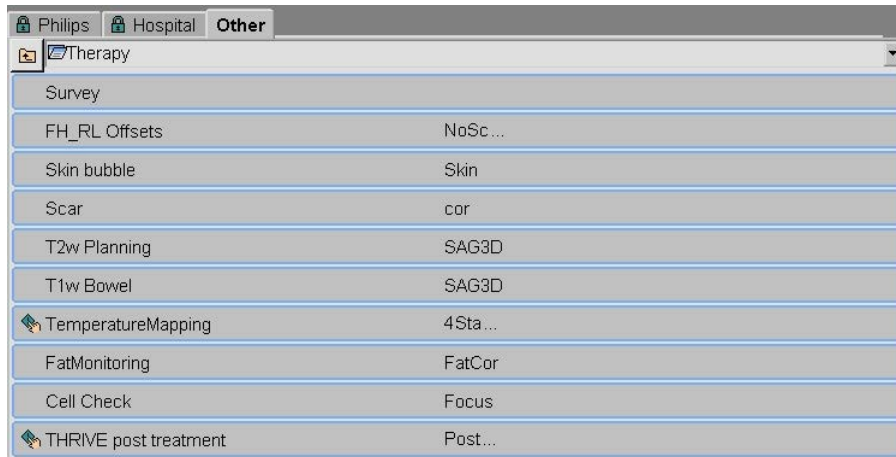 Philips Hospital Other
Therapy
Survey
FH_RL Offsets NoSc...
Skin bubble Skin
Scar cor
T2w Planning SAG3D
T1w Bowel SAG3D
TemperatureMapping 4Sta...
FatMonitoring FatCor
Cell Check Focus
THRIVE post treatment Post...